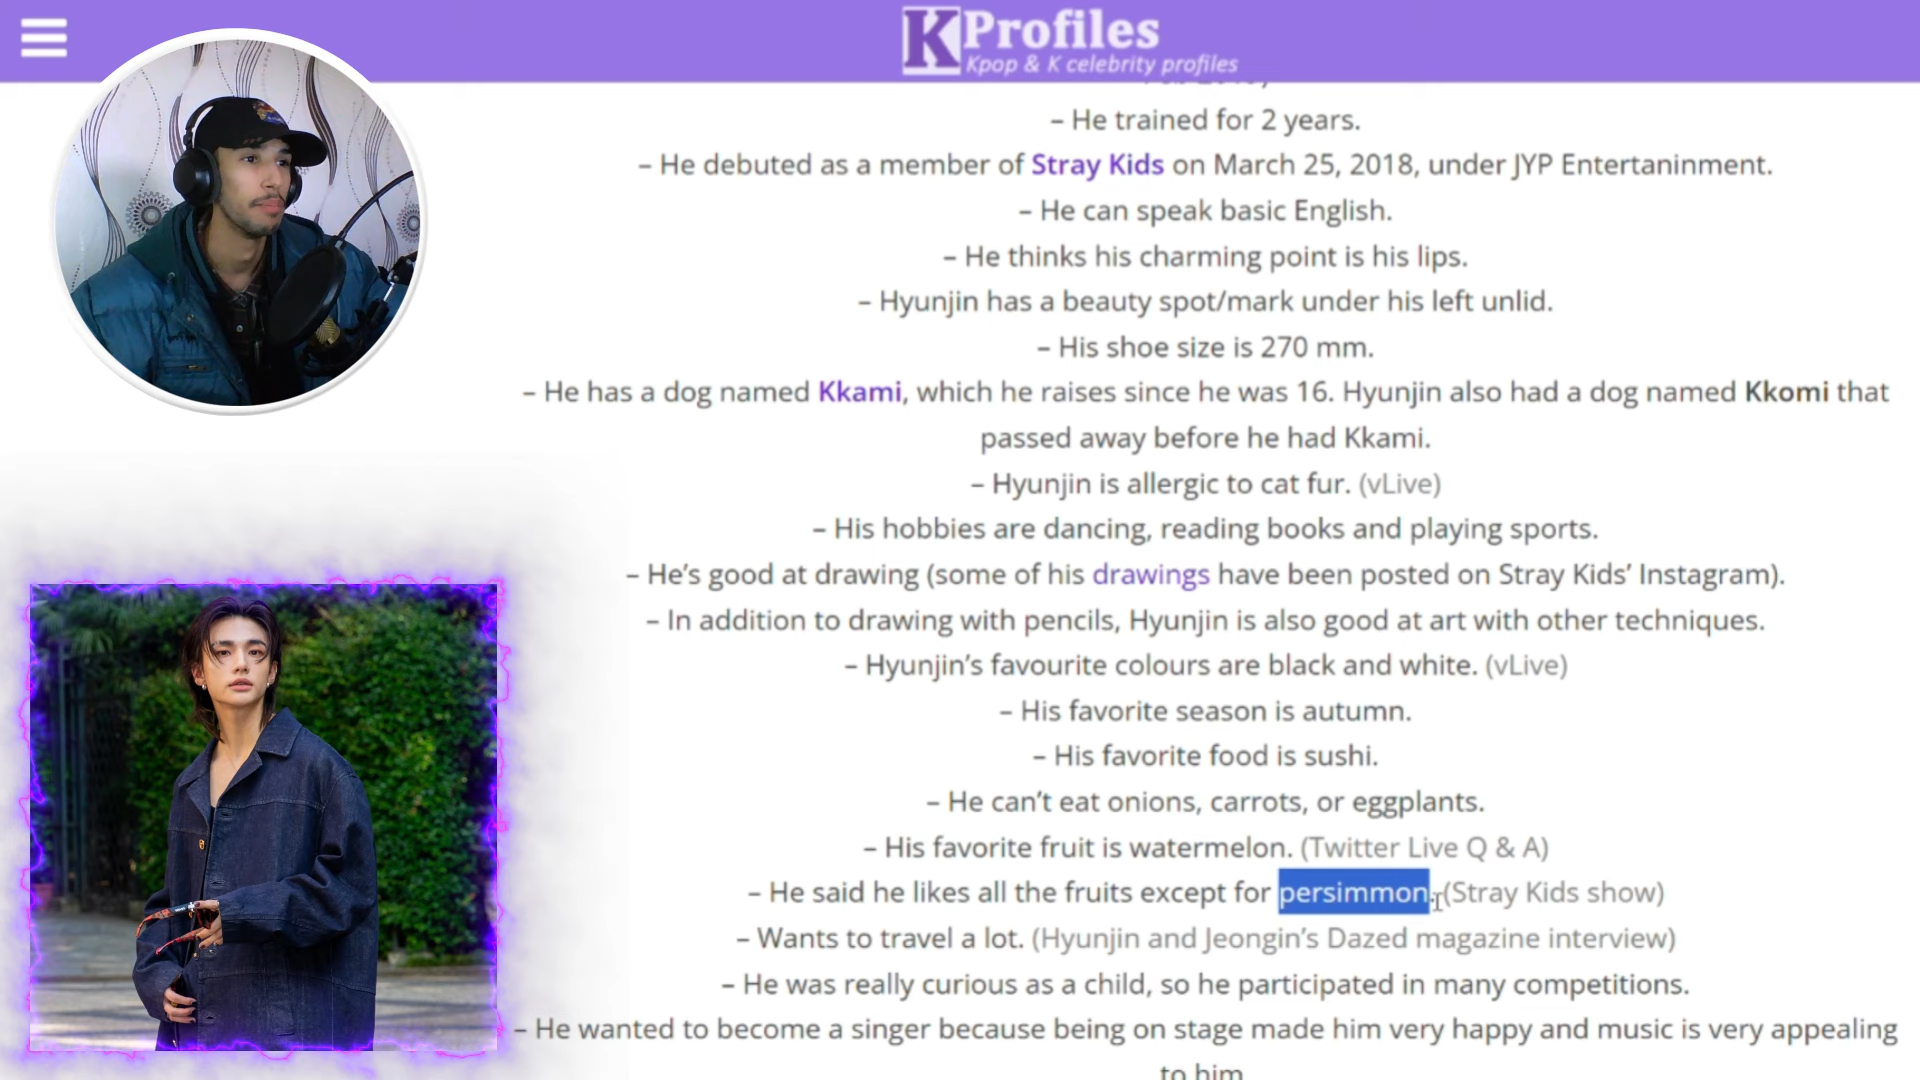 KProfiles
Kpop & K celebrity profiles
– He trained for 2 years.
– He debuted as a member of Stray Kids on March 25, 2018, under JYP Entertaninment.
– He can speak basic English.
– He thinks his charming point is his lips.
– Hyunjin has a beauty spot/mark under his left unlid.
– His shoe size is 270 mm.
– He has a dog named Kkami, which he raises since he was 16. Hyunjin also had a dog named Kkomi that
passed away before he had Kkami.
– Hyunjin is allergic to cat fur. (vLive)
– His hobbies are dancing, reading books and playing sports.
– He’s good at drawing (some of his drawings have been posted on Stray Kids’ Instagram).
– In addition to drawing with pencils, Hyunjin is also good at art with other techniques.
– Hyunjin’s favourite colours are black and white. (vLive)
– His favorite season is autumn.
– His favorite food is sushi.
– He can’t eat onions, carrots, or eggplants.
– His favorite fruit is watermelon. (Twitter Live Q & A)
– He said he likes all the fruits except for persimmon. (Stray Kids show)
– Wants to travel a lot. (Hyunjin and Jeongin’s Dazed magazine interview)
– He was really curious as a child, so he participated in many competitions.
– He wanted to become a singer because being on stage made him very happy and music is very appealing
to him